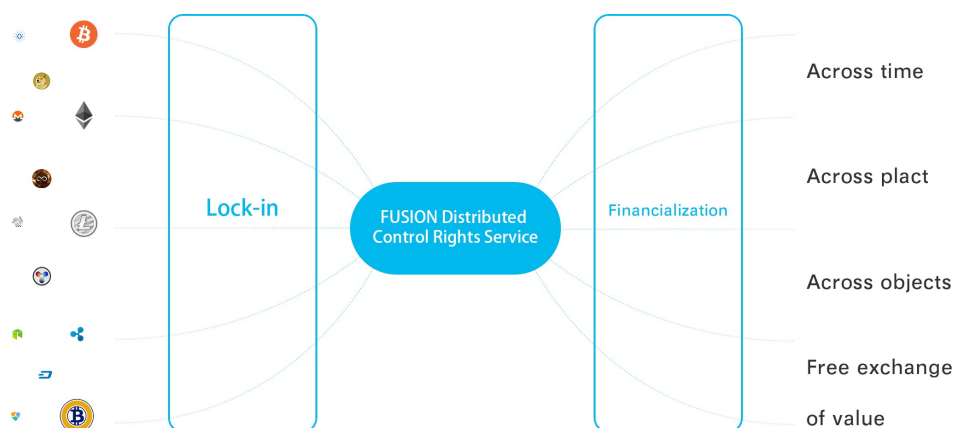 Lock-in
FUSION Distributed
Control Rights Service
Financialization
Across time
Across plact
Across objects
Free exchange
of value